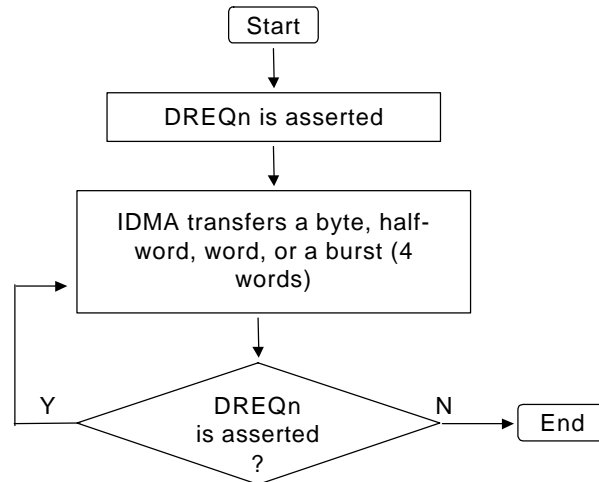 Start
DREQn is asserted
IDMA transfers a byte, half-
word, word, or a burst (4
words)
Y
DREQn
is asserted
?
N
End